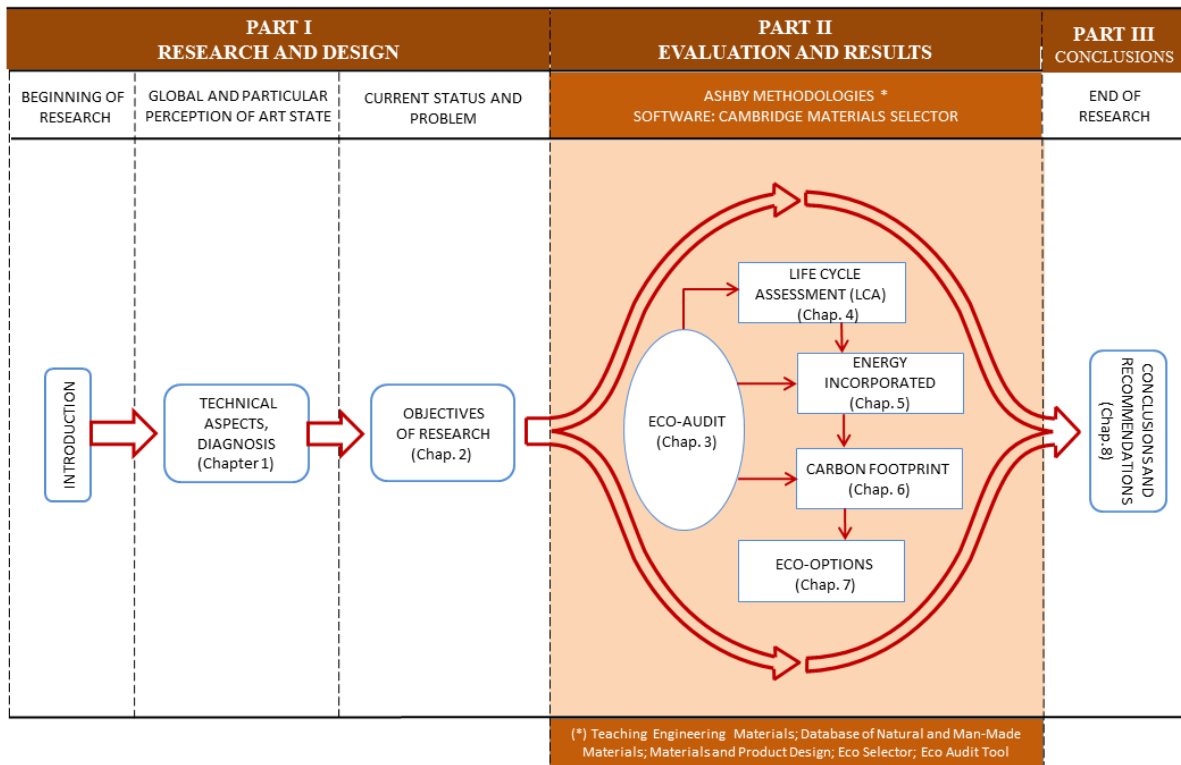 PART I
RESEARCH AND DESIGN
PART II
EVALUATION AND RESULTS
PART III
CONCLUSIONS
BEGINNING OF
RESEARCH
GLOBAL AND PARTICULAR
PERCEPTION OF ART STATE
CURRENT STATUS AND
PROBLEM
ASHBY METHODOLOGIES *
SOFTWARE: CAMBRIDGE MATERIALS SELECTOR
END OF
RESEARCH
INTRODUCTION
TECHNICAL
ASPECTS,
DIAGNOSIS
(Chapter 1)
OBJECTIVES
OF RESEARCH
(Chap. 2)
ECO-AUDIT
(Chap. 3)
LIFE CYCLE
ASSESSMENT (LCA)
(Chap. 4)
ENERGY
INCORPORATED
(Chap. 5)
CARBON FOOTPRINT
(Chap. 6)
ECO-OPTIONS
(Chap. 7)
CONCLUSIONS AND
RECOMMENDATIONS
(Chap.8)
(*) Teaching Engineering Materials; Database of Natural and Man-Made
Materials; Materials and Product Design; Eco Selector; Eco Audit Tool